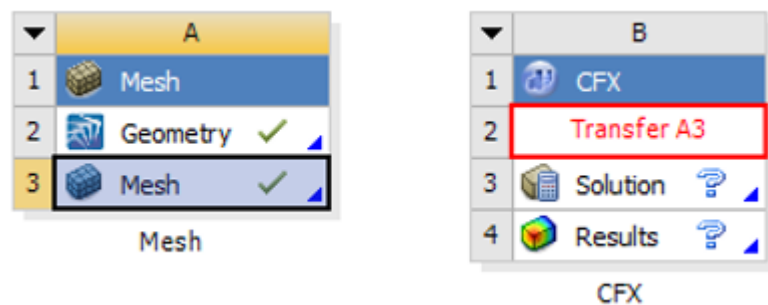 A
1 Mesh
2 Geometry
3 Mesh
Mesh
B
1 CFX
2 Transfer A3
3 Solution ?
4 Results ?
CFX